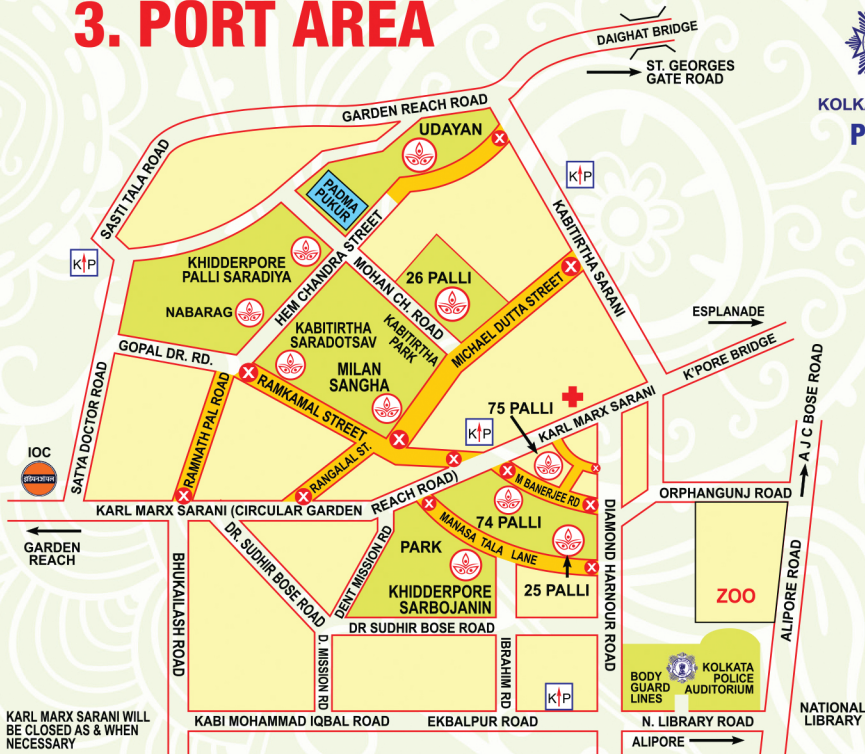 3. PORT AREA
DAIGHAT BRIDGE
ST. GEORGES
GATE ROAD
GARDEN REACH ROAD
UDAYAN
SASTI TALA ROAD
PADMA
PUKUR
K P
KABITIRTHA SARANI
K P
KHIDDERPORE
PALLI SARADIYA
NABARAG
HEM CHANDRA STREET
MOHAN CH. ROAD
26 PALLI
KABITIRTHA
SARADOTSAV
KABITIRTHA
PARK
MICHAEL DUTTA STREET
ESPLANADE
K'PORE BRIDGE
GOPAL DR. RD.
MILAN
SANGHA
RAMKAMAL STREET
75 PALLI
KARL MARX SARANI
K P
A J C BOSE ROAD
SATYA DOCTOR ROAD
RAMNATH PAL ROAD
RANGALAL ST.
IOC
इंडियनऑयल
M BANERJEE RD
ORPHANGUNJ ROAD
KARL MARX SARANI (CIRCULAR GARDEN REACH ROAD)
GARDEN
REACH
74 PALLI
MANASA TALA LANE
DR. SUDHIR BOSE ROAD
DENT MISSION RD
PARK
KHIDDERPORE
SARBOJANIN
25 PALLI
DIAMOND HARNOUR ROAD
ZOO
ALIPORE ROAD
BHUKAILASH ROAD
DR SUDHIR BOSE ROAD
D. MISSION RD
IBRAHIM RD
K P
BODY
GUARD
LINES
KOLKATA
POLICE
AUDITORIUM
KARL MARX SARANI WILL
BE CLOSED AS & WHEN
NECESSARY
KABI MOHAMMAD IQBAL ROAD
EKBALPUR ROAD
N. LIBRARY ROAD
NATIONAL
LIBRARY
ALIPORE